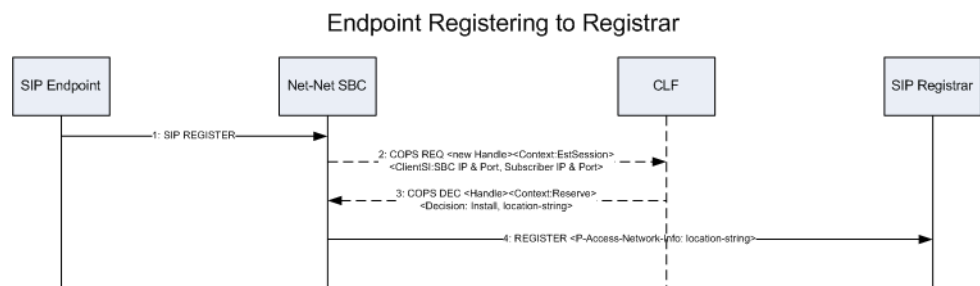 Endpoint Registering to Registrar
SIP Endpoint
Net-Net SBC
CLF
SIP Registrar
1: SIP REGISTER
2: COPS REQ <new Handle><Context:EstSession>
<ClientSI:SBC IP & Port, Subscriber IP & Port>
3: COPS DEC <Handle><Context:Reserve>
<Decision: Install, location-string>
4: REGISTER <P-Access-Network-Info: location-string>